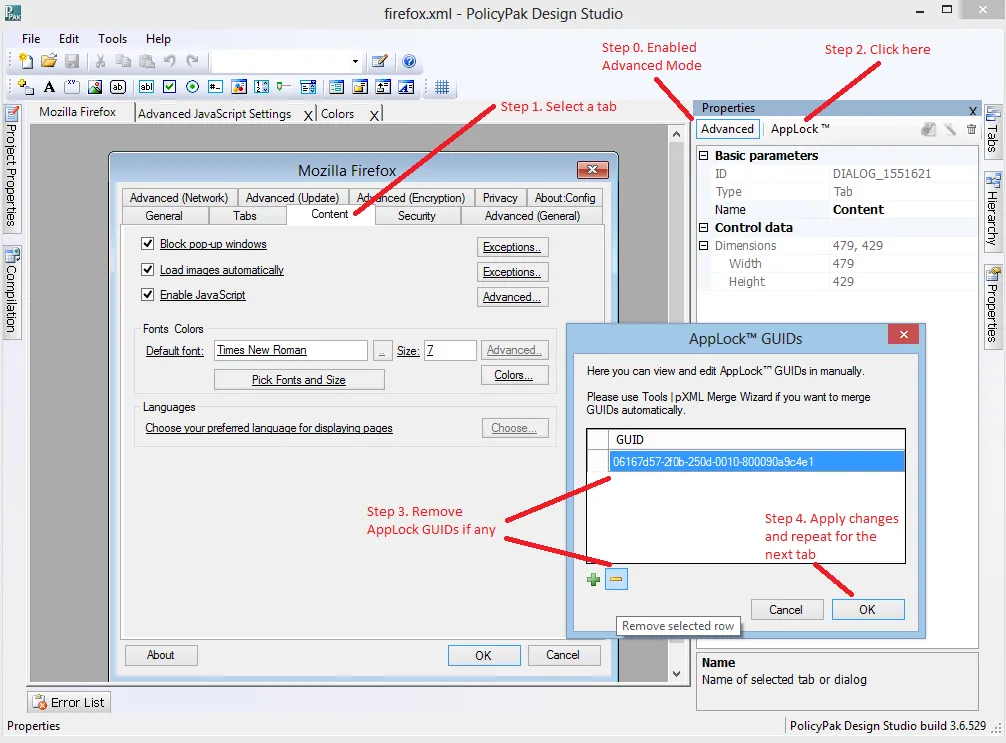 firefox.xml - PolicyPak Design Studio
File Edit Tools Help
Step 0. Enabled
Advanced Mode
Step 2. Click here
Mozilla Firefox
Advanced JavaScript Settings X
Colors X
Step 1. Select a tab
Project Properties
Compilation
Mozilla Firefox
Advanced (Network) Advanced (Update) Advanced (Encryption) Privacy About:Config
General Tabs Content Security Advanced (General)
Block pop-up windows Exceptions..
Load images automatically Exceptions..
Enable JavaScript Advanced...
Fonts Colors
Default font: Times New Roman .. Size: 7 Advanced..
Pick Fonts and Size Colors...
Languages
Choose your preferred language for displaying pages Choose...
About OK Cancel
Properties X
Advanced AppLock™
Basic parameters
ID DIALOG_1551621
Type Tab
Name Content
Control data
Dimensions 479, 429
Width 479
Height 429
Tabs
Hierarchy
Properties
AppLock™ GUIDs
Here you can view and edit AppLock™ GUIDs in manually.
Please use Tools | pXML Merge Wizard if you want to merge
GUIDs automatically.
GUID
06167d57-2f0b-250d-0010-800090a9c4e1
Step 3. Remove
AppLock GUIDs if any
Step 4. Apply changes
and repeat for the
next tab
Cancel OK
Remove selected row
Name
Name of selected tab or dialog
Error List
Properties
PolicyPak Design Studio build 3.6.529